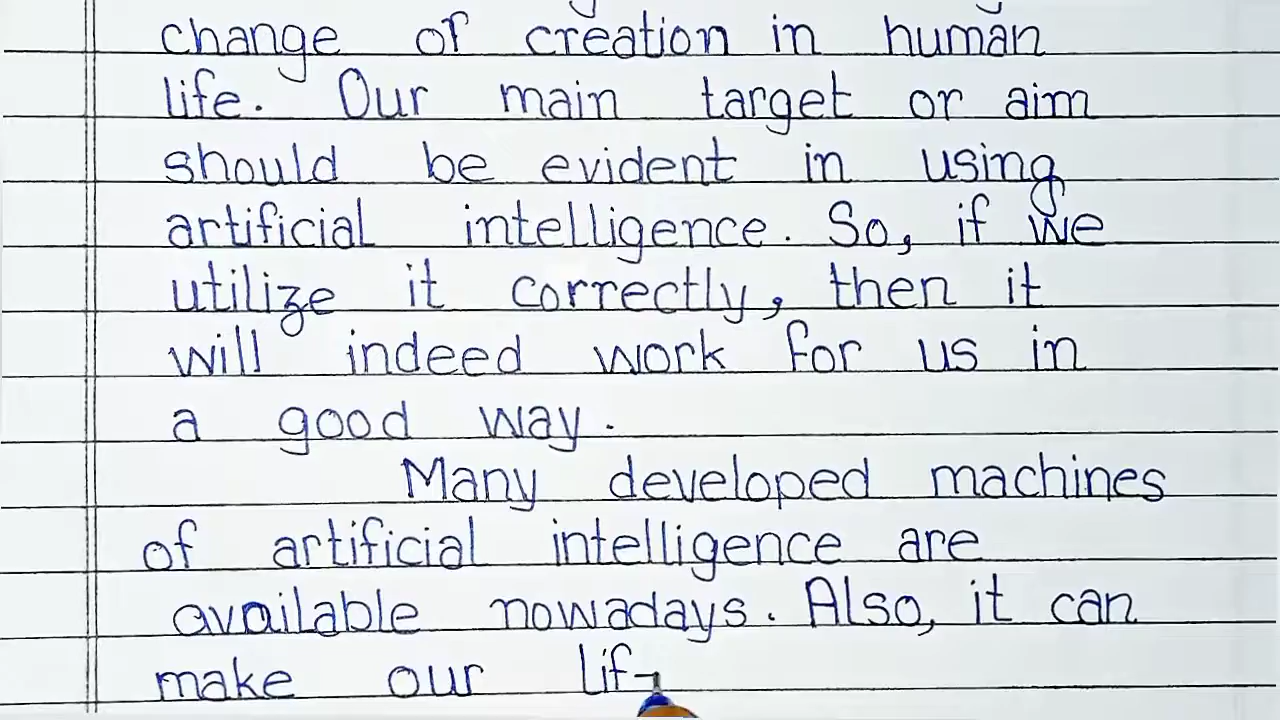 change of creation in human
life. Our main target or aim
should be evident in using
artificial intelligence. So, if we
utilize it correctly, then it
will indeed work for us in
a good way.
Many developed machines
of artificial intelligence are
available nowadays. Also, it can
make our lif